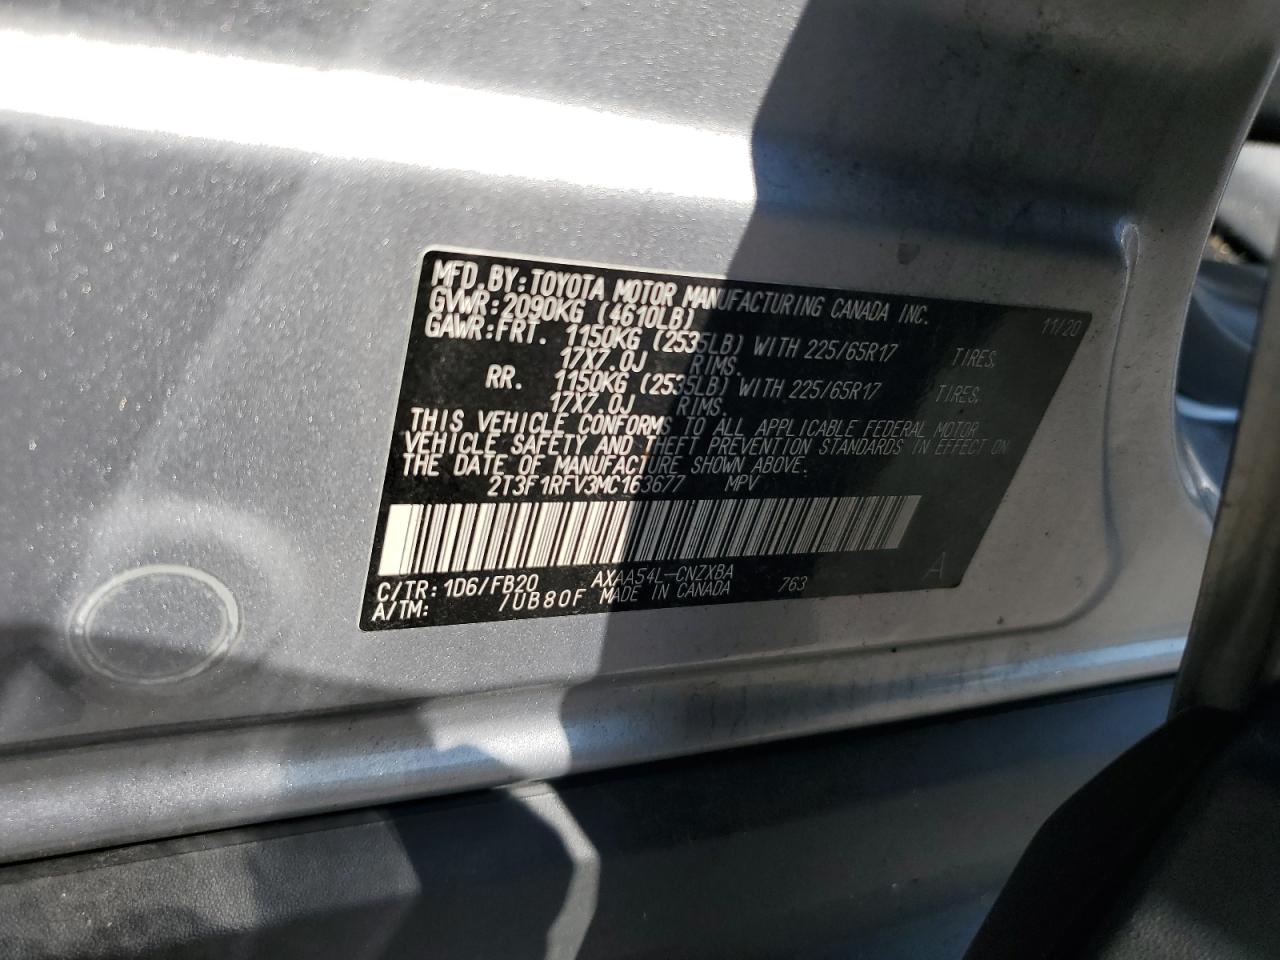 MFD.BY:TOYOTA MOTOR MANUFACTURING CANADA INC.
GVWR:2090KG (4610LB) 11/20
GAWR:FRT. 1150KG (2535LB) WITH 225/65R17 TIRES,
17X7.0J RIMS.
RR. 1150KG (2535LB) WITH 225/65R17 TIRES,
17X7.0J RIMS.
THIS VEHICLE CONFORMS TO ALL APPLICABLE FEDERAL MOTOR
VEHICLE SAFETY AND THEFT PREVENTION STANDARDS IN EFFECT ON
THE DATE OF MANUFACTURE SHOWN ABOVE.
2T3F1RFV3MC163677 MPV
C/TR:1D6/FB20 AXAA54L-CNZXBA 763 A
A/TM: /UB80F MADE IN CANADA